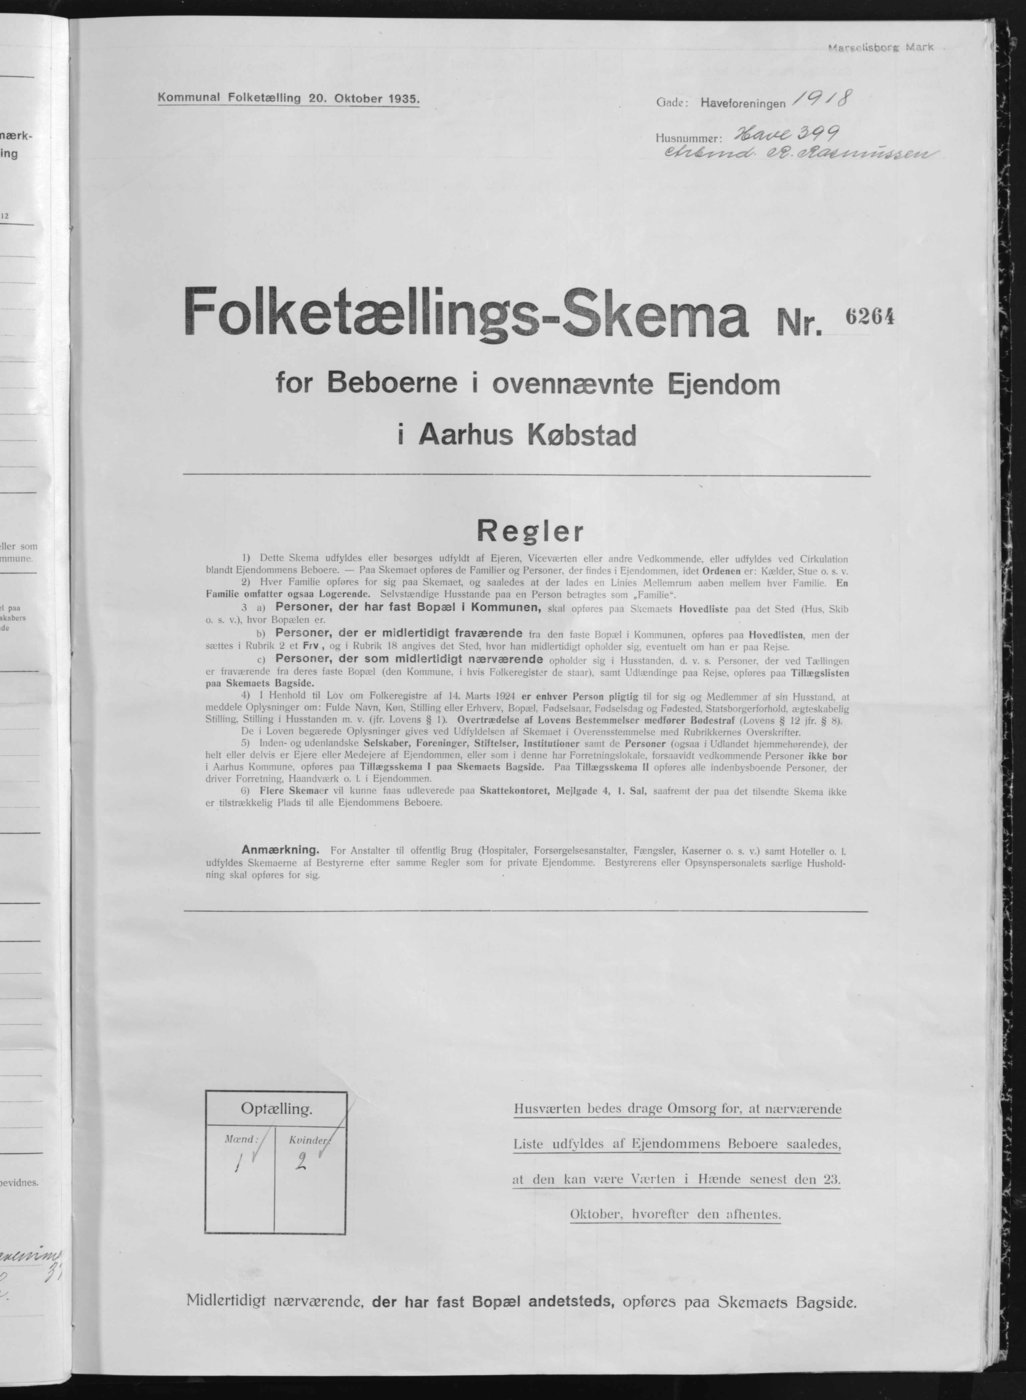 Marselisborg Mark
Kommunal Folketælling 20. Oktober 1935.
Gade: Haveforeningen 1918
Husnummer: Have 399
Arbmd. R. Rasmussen
Folketællings-Skema Nr. 6264
for Beboerne i ovennævnte Ejendom
i Aarhus Købstad
Regler
1) Dette Skema udfyldes eller besørges udfyldt af Ejeren, Viceværten eller andre Vedkommende, eller udfyldes ved Cirkulation
blandt Ejendommens Beboere. — Paa Skemaet opføres de Familier og Personer, der findes i Ejendommen, idet Ordenen er: Kælder, Stue o. s. v.
2) Hver Familie opføres for sig paa Skemaet, og saaledes at der lades en Linies Mellemrum aaben mellem hver Familie. En
Familie omfatter ogsaa Logerende. Selvstændige Husstande paa en Person betragtes som „Familie“.
3 a) Personer, der har fast Bopæl i Kommunen, skal opføres paa Skemaets Hovedliste paa det Sted (Hus, Skib
o. s. v.), hvor Bopælen er.
b) Personer, der er midlertidigt fraværende fra den faste Bopæl i Kommunen, opføres paa Hovedlisten, men der
sættes i Rubrik 2 et Frv., og i Rubrik 18 angives det Sted, hvor han midlertidigt opholder sig, eventuelt om han er paa Rejse.
c) Personer, der som midlertidigt nærværende opholder sig i Husstanden, d. v. s. Personer, der ved Tællingen
er fraværende fra deres faste Bopæl (den Kommune, i hvis Folkeregister de staar), samt Udlændinge paa Rejse, opføres paa Tillægslisten
paa Skemaets Bagside.
4) I Henhold til Lov om Folkeregistre af 14. Marts 1924 er enhver Person pligtig til for sig og Medlemmer af sin Husstand, at
meddele Oplysninger om: Fulde Navn, Køn, Stilling eller Erhverv, Bopæl, Fødselsaar, Fødselsdag og Fødested, Statsborgerforhold, ægteskabelig
Stilling, Stilling i Husstanden m. v. (jfr. Lovens § 1). Overtrædelse af Lovens Bestemmelser medfører Bødestraf (Lovens § 12 jfr. § 8).
De i Loven begærede Oplysninger gives ved Udfyldelsen af Skemaet i Overensstemmelse med Rubrikkernes Overskrifter.
5) Inden- og udenlandske Selskaber, Foreninger, Stiftelser, Institutioner samt de Personer (ogsaa i Udlandet hjemmehørende), der
helt eller delvis er Ejere eller Medejere af Ejendommen, eller som i denne har Forretningslokale, forsaavidt vedkommende Personer ikke bor
i Aarhus Kommune, opføres paa Tillægsskema I paa Skemaets Bagside. Paa Tillægsskema II opføres alle indenbysboende Personer, der
driver Forretning, Haandværk o. l. i Ejendommen.
6) Flere Skemaer vil kunne faas udleverede paa Skattekontoret, Mejlgade 4, 1. Sal, saafremt der paa det tilsendte Skema ikke
er tilstrækkelig Plads til alle Ejendommens Beboere.
Anmærkning. For Anstalter til offentlig Brug (Hospitaler, Forsørgelsesanstalter, Fængsler, Kaserner o. s. v.) samt Hoteller o. l.
udfyldes Skemaerne af Bestyrerne efter samme Regler som for private Ejendomme. Bestyrerens eller Opsynspersonalets særlige Hushold-
ning skal opføres for sig.
Optælling.
Mænd: Kvinder:
1 2
Husværten bedes drage Omsorg for, at nærværende
Liste udfyldes af Ejendommens Beboere saaledes,
at den kan være Værten i Hænde senest den 23.
Oktober, hvorefter den afhentes.
Midlertidigt nærværende, der har fast Bopæl andetsteds, opføres paa Skemaets Bagside.